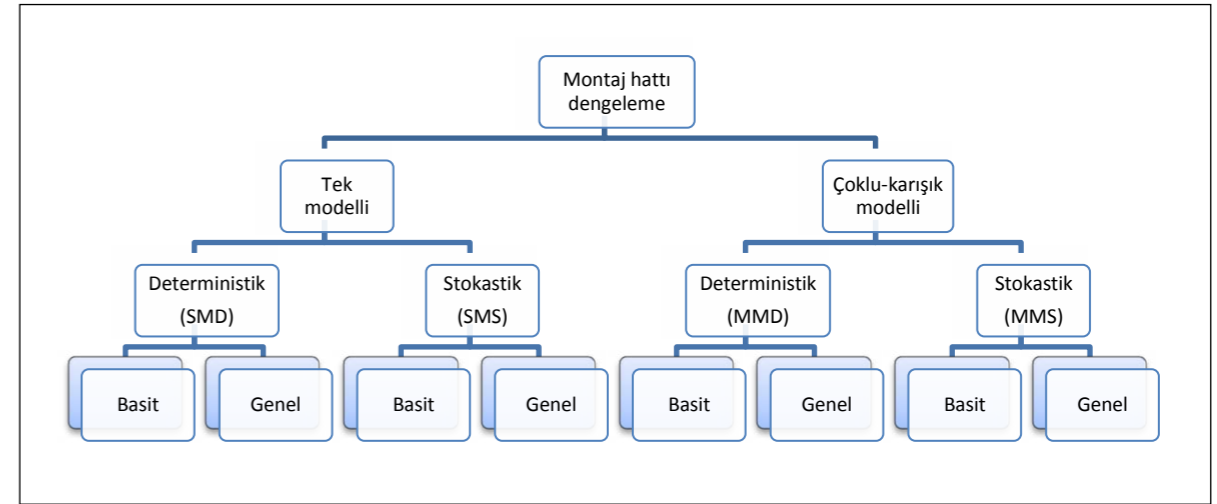 Montaj hattı
dengeleme
Tek
modelli
Çoklu-karışık
modelli
Deterministik
(SMD)
Stokastik
(SMS)
Deterministik
(MMD)
Stokastik
(MMS)
Basit
Genel
Basit
Genel
Basit
Genel
Basit
Genel